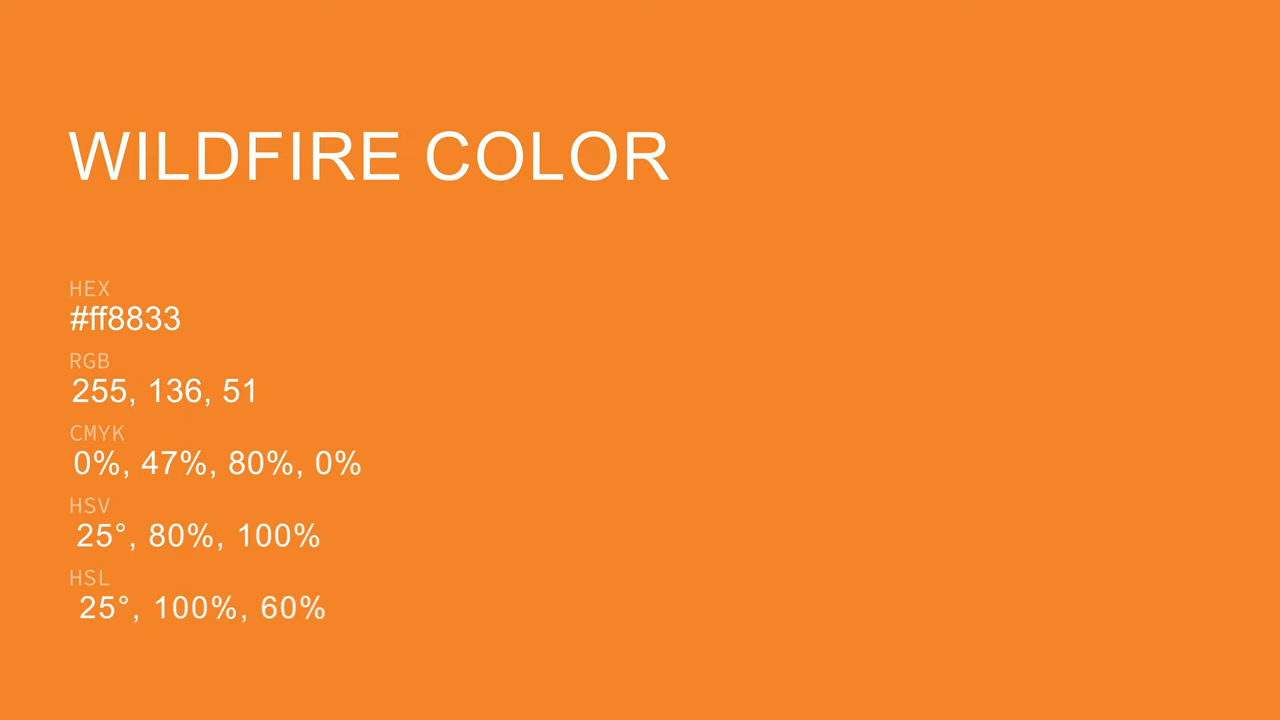 WILDFIRE COLOR
HEX
#ff8833
RGB
255, 136, 51
CMYK
0%, 47%, 80%, 0%
HSV
25°, 80%, 100%
HSL
25°, 100%, 60%